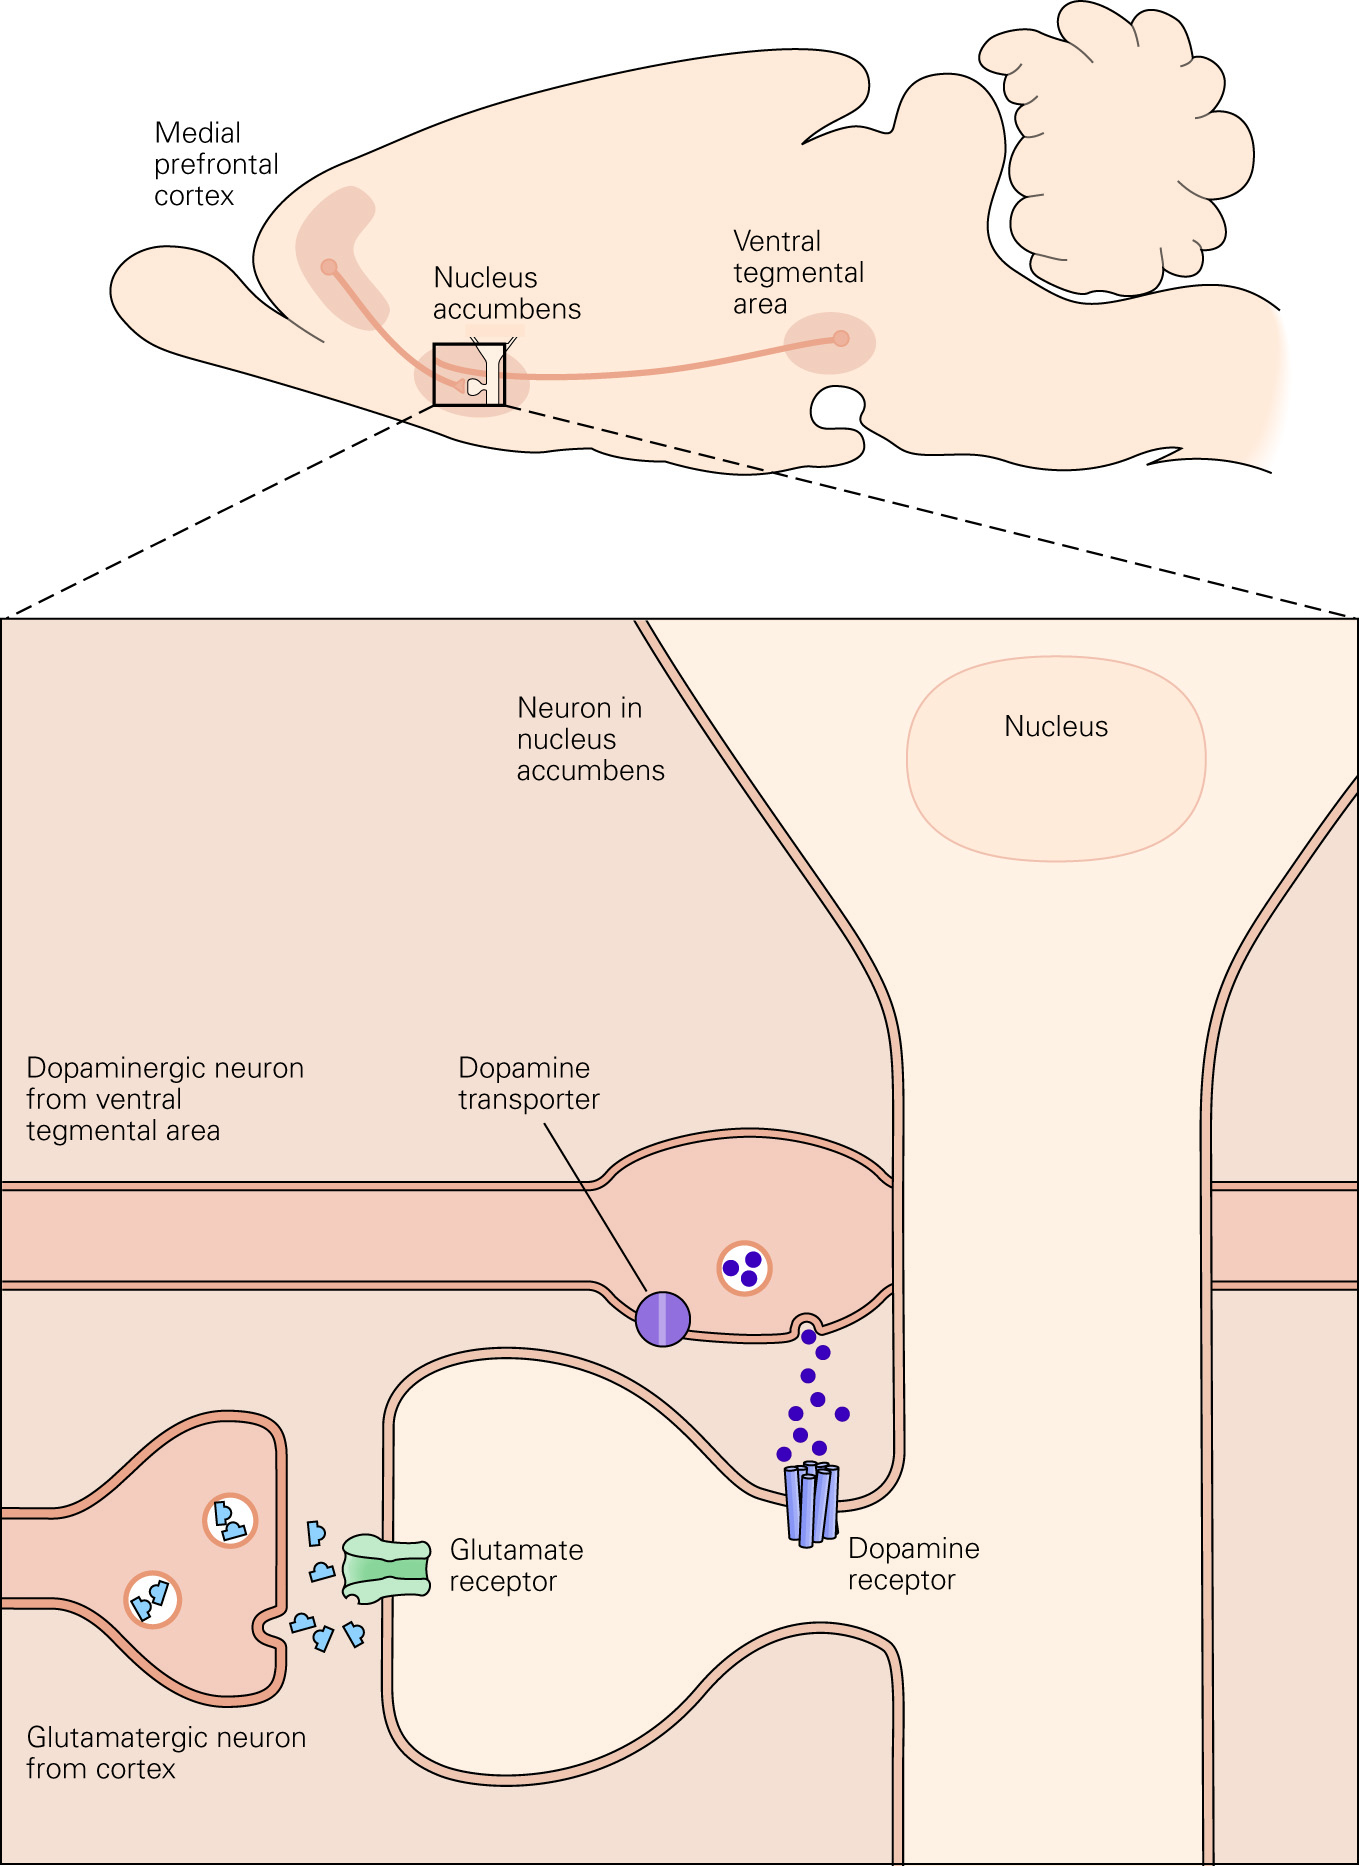 Medial
prefrontal
cortex
Nucleus
accumbens
Ventral
tegmental
area
Neuron in
nucleus
accumbens
Nucleus
Dopaminergic neuron
from ventral
tegmental area
Dopamine
transporter
Glutamate
receptor
Dopamine
receptor
Glutamatergic neuron
from cortex